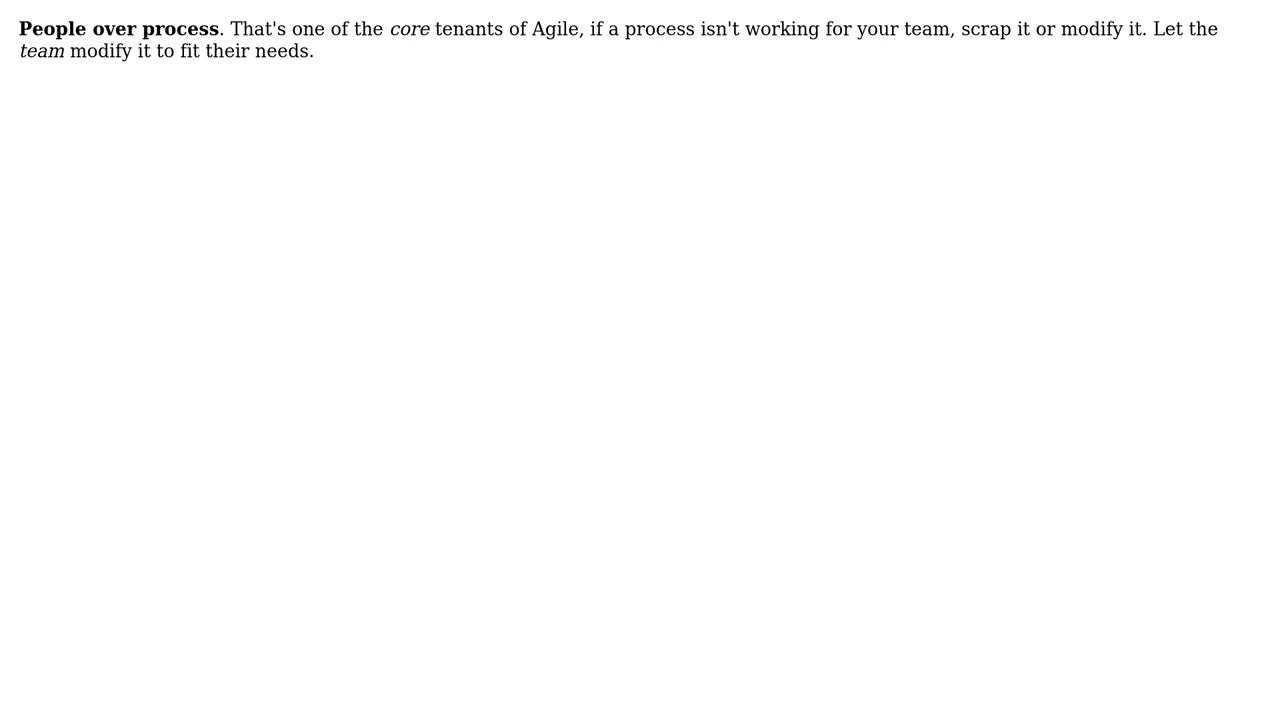 People over process. That's one of the core tenants of Agile, if a process isn't working for your team, scrap it or modify it. Let the
team modify it to fit their needs.